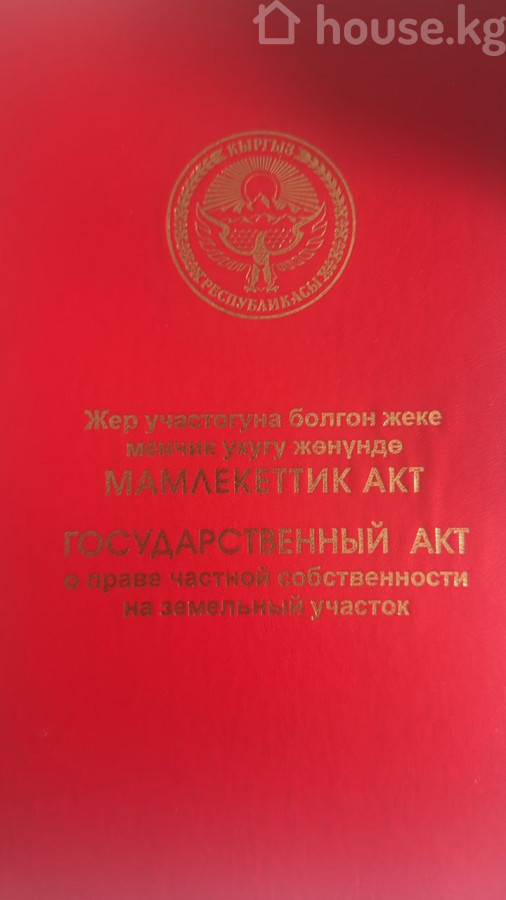 house.kg
КЫРГЫЗ
РЕСПУБЛИКАСЫ
Жер участогуна болгон жеке
менчик укугу жөнүндө
МАМЛЕКЕТТИК АКТ
ГОСУДАРСТВЕННЫЙ АКТ
о праве частной собственности
на земельный участок